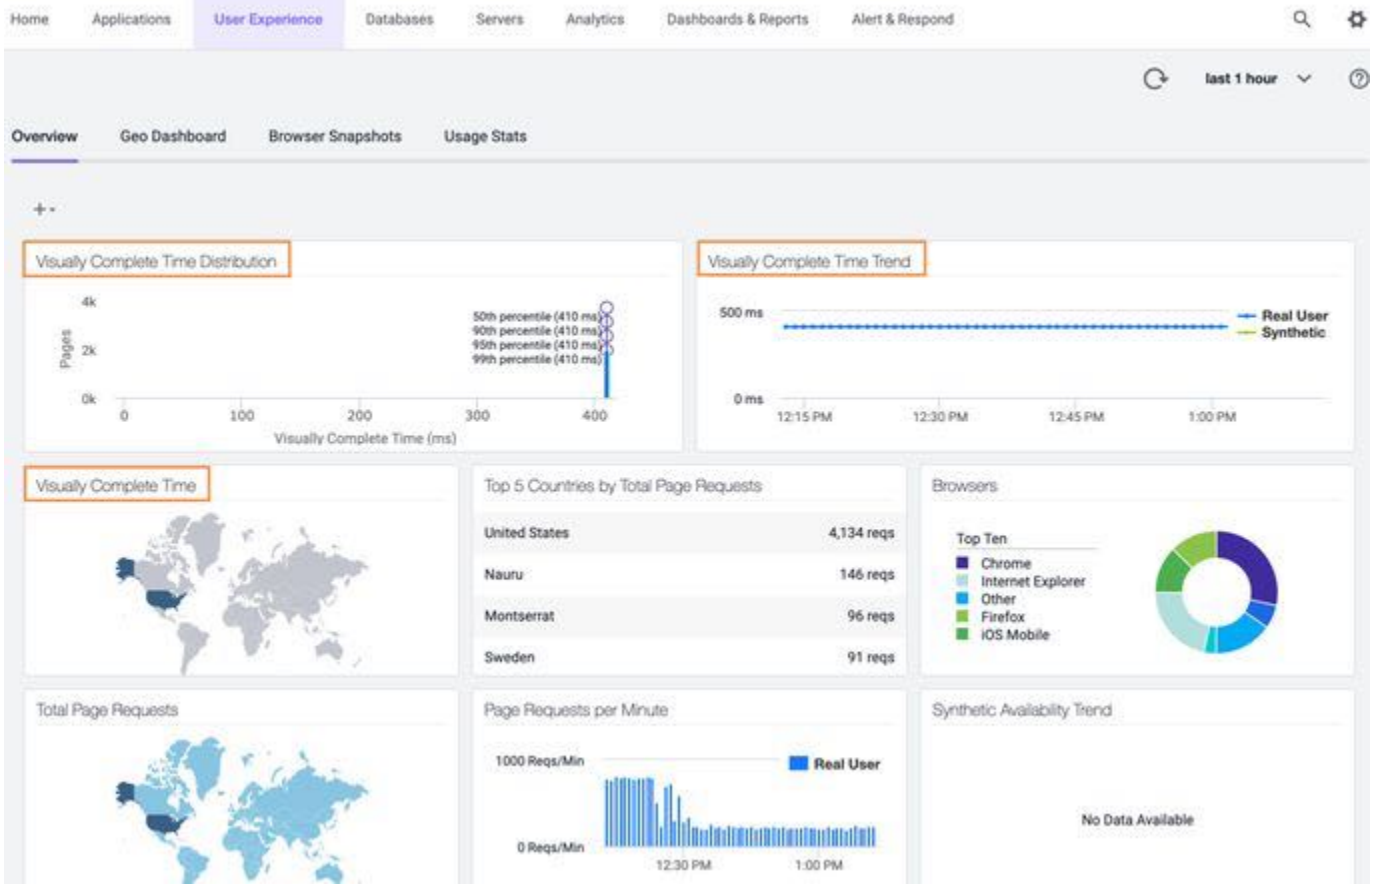 Home Applications User Experience Databases Servers Analytics Dashboards & Reports Alert & Respond
last 1 hour
Overview Geo Dashboard Browser Snapshots Usage Stats
Visually Complete Time Distribution
4k
2k
0k
Pages
50th percentile (410 ms)
90th percentile (410 ms)
95th percentile (410 ms)
99th percentile (410 ms)
0 100 200 300 400
Visually Complete Time (ms)
Visually Complete Time Trend
500 ms
0 ms
Real User
Synthetic
12:15 PM 12:30 PM 12:45 PM 1:00 PM
Visually Complete Time
Top 5 Countries by Total Page Requests
United States 4,134 reqs
Nauru 146 reqs
Montserrat 96 reqs
Sweden 91 reqs
Browsers
Top Ten
Chrome
Internet Explorer
Other
Firefox
iOS Mobile
Total Page Requests
Page Requests per Minute
1000 Reqs/Min
0 Reqs/Min
Real User
12:30 PM 1:00 PM
Synthetic Availability Trend
No Data Available